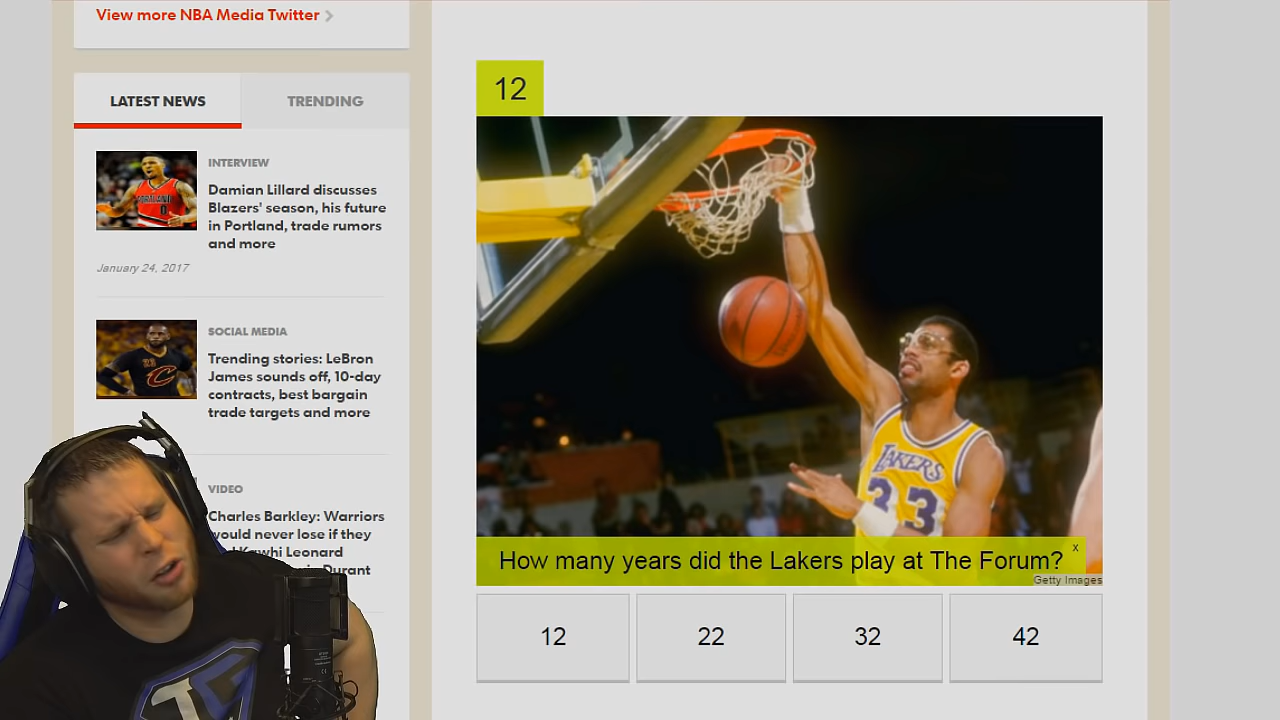 View more NBA Media Twitter
LATEST NEWS
TRENDING
INTERVIEW
Damian Lillard discusses
Blazers' season, his future
in Portland, trade rumors
and more
January 24, 2017
SOCIAL MEDIA
Trending stories: LeBron
James sounds off, 10-day
contracts, best bargain
trade targets and more
VIDEO
Charles Barkley: Warriors
would never lose if they
Kawhi Leonard
Durant
12
PORTLAND
0
LAKERS
33
How many years did the Lakers play at The Forum?
x
Getty Images
12
22
32
42